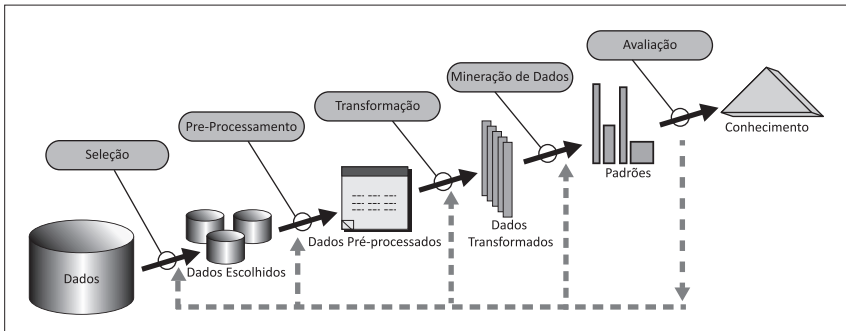 Avaliação
Mineração de Dados
Transformação
Pre-Processamento
Seleção
Dados
Dados Escolhidos
Dados Pré-processados
Dados
Transformados
Padrões
Conhecimento